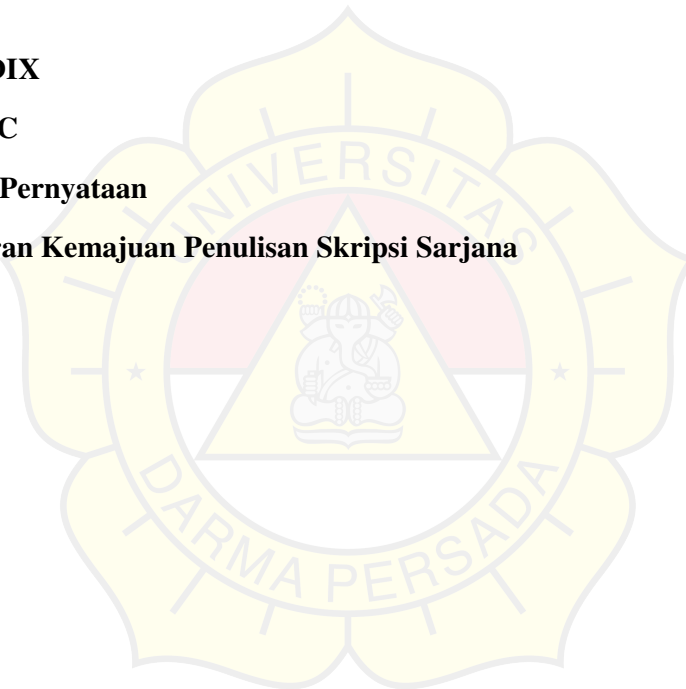 DIX
C
Pernyataan
ran Kemajuan Penulisan Skripsi Sarjana
UNIVERSITAS
DARMA PERSADA